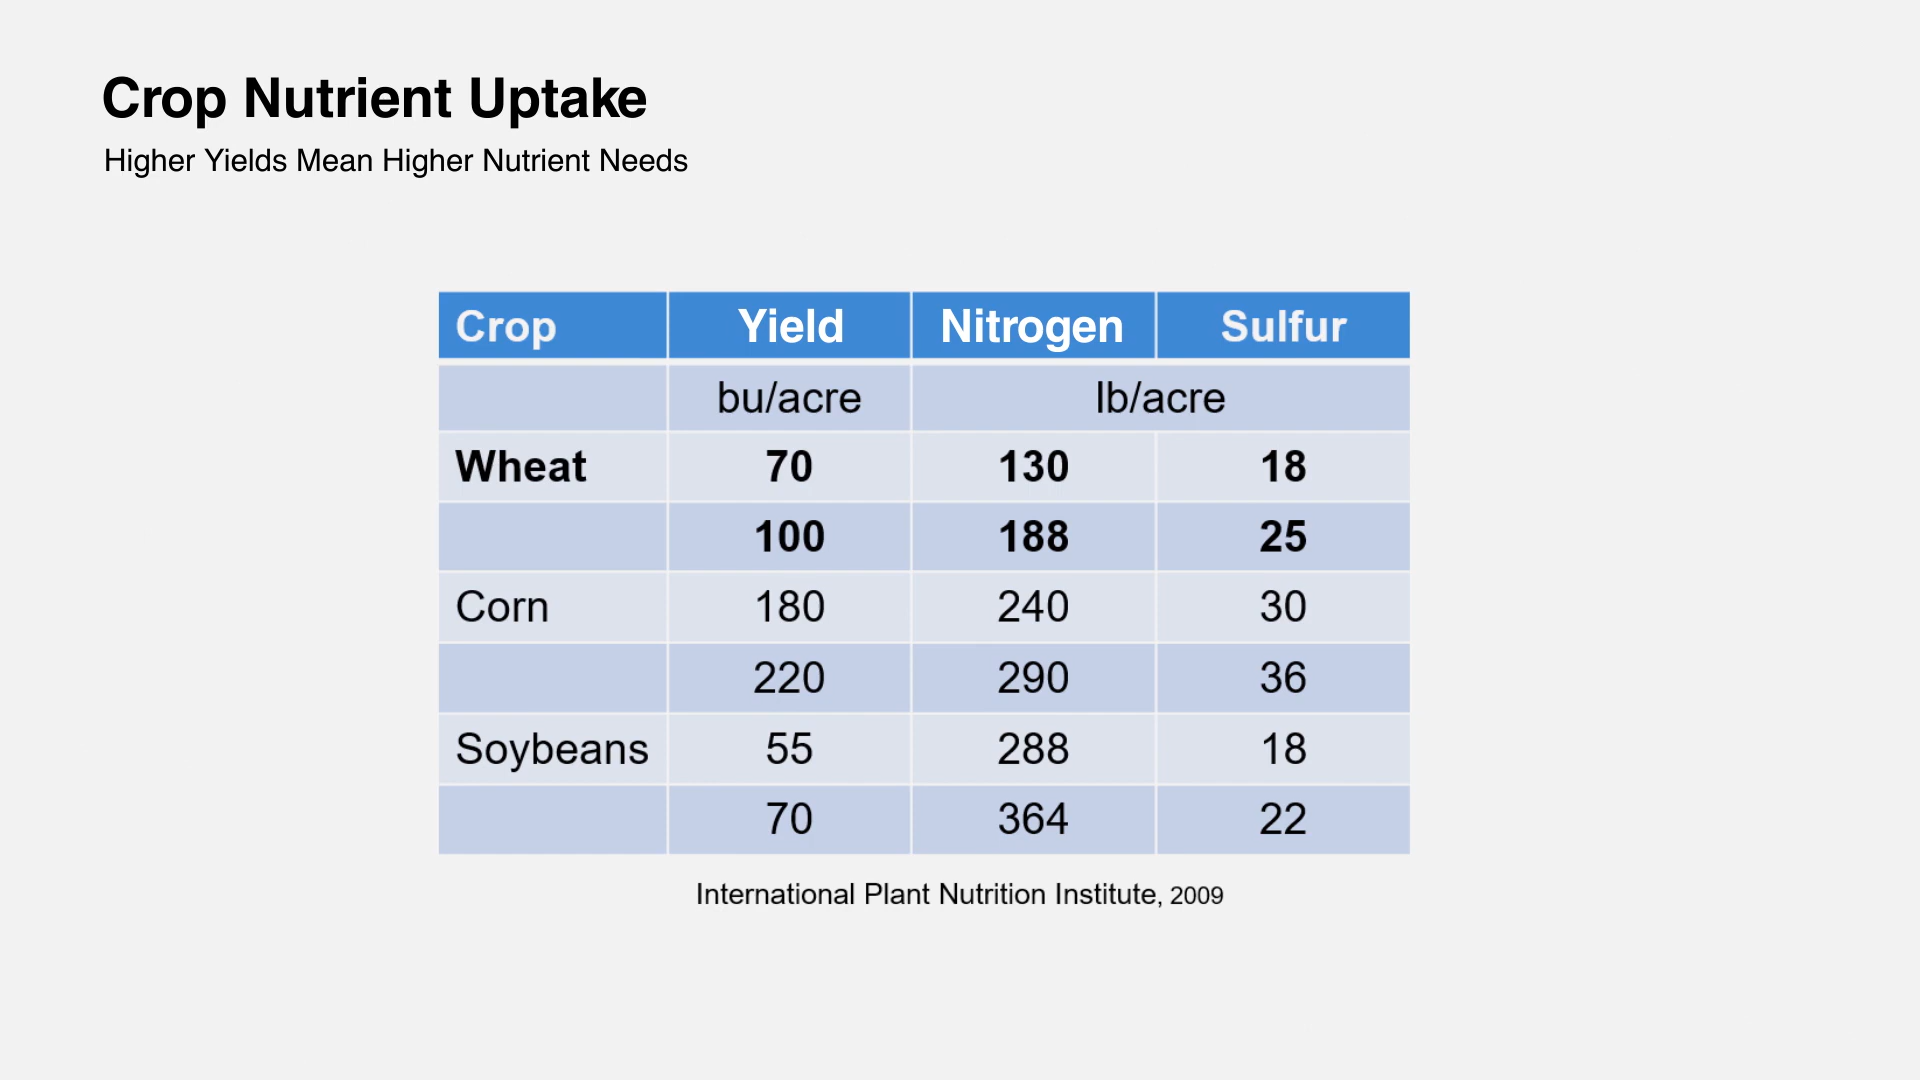 Crop Nutrient Uptake
Higher Yields Mean Higher Nutrient Needs
Crop Yield Nitrogen Sulfur
bu/acre lb/acre
Wheat 70 130 18
100 188 25
Corn 180 240 30
220 290 36
Soybeans 55 288 18
70 364 22
International Plant Nutrition Institute, 2009